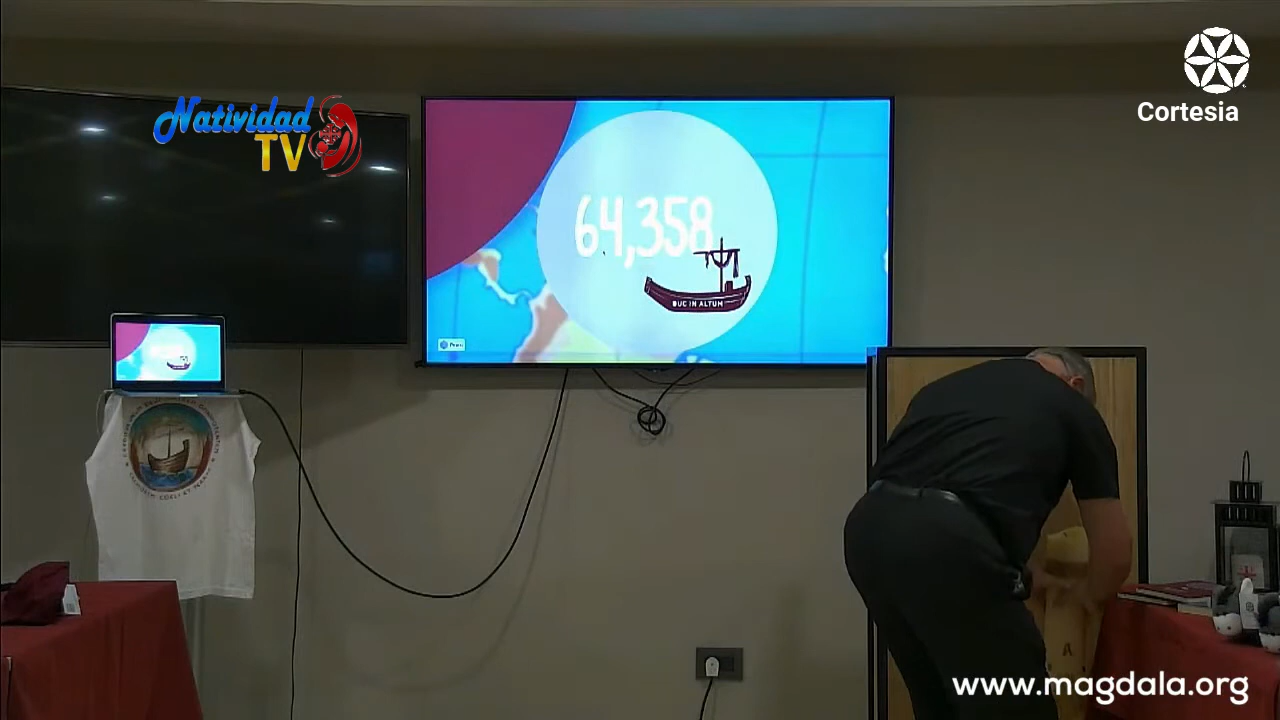 Natividad
TV
Cortesia
64,358
DUC IN ALTUM
A
www.magdala.org